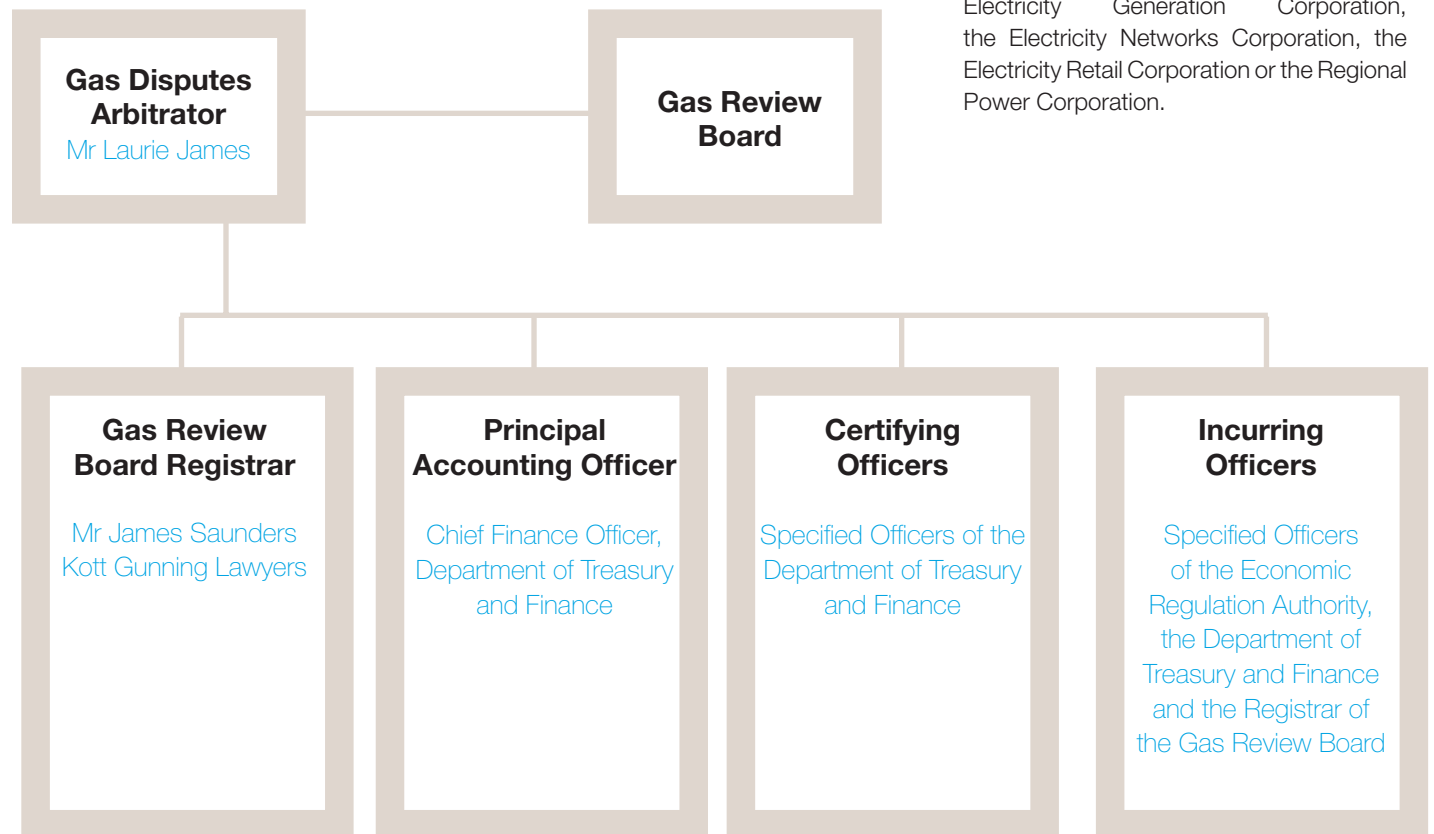 Electricity Generation Corporation,
the Electricity Networks Corporation, the
Electricity Retail Corporation or the Regional
Power Corporation.
Gas Disputes
Arbitrator
Mr Laurie James
Gas Review
Board
Gas Review
Board Registrar
Mr James Saunders
Kott Gunning Lawyers
Principal
Accounting Officer
Chief Finance Officer,
Department of Treasury
and Finance
Certifying
Officers
Specified Officers of the
Department of Treasury
and Finance
Incurring
Officers
Specified Officers
of the Economic
Regulation Authority,
the Department of
Treasury and Finance
and the Registrar of
the Gas Review Board